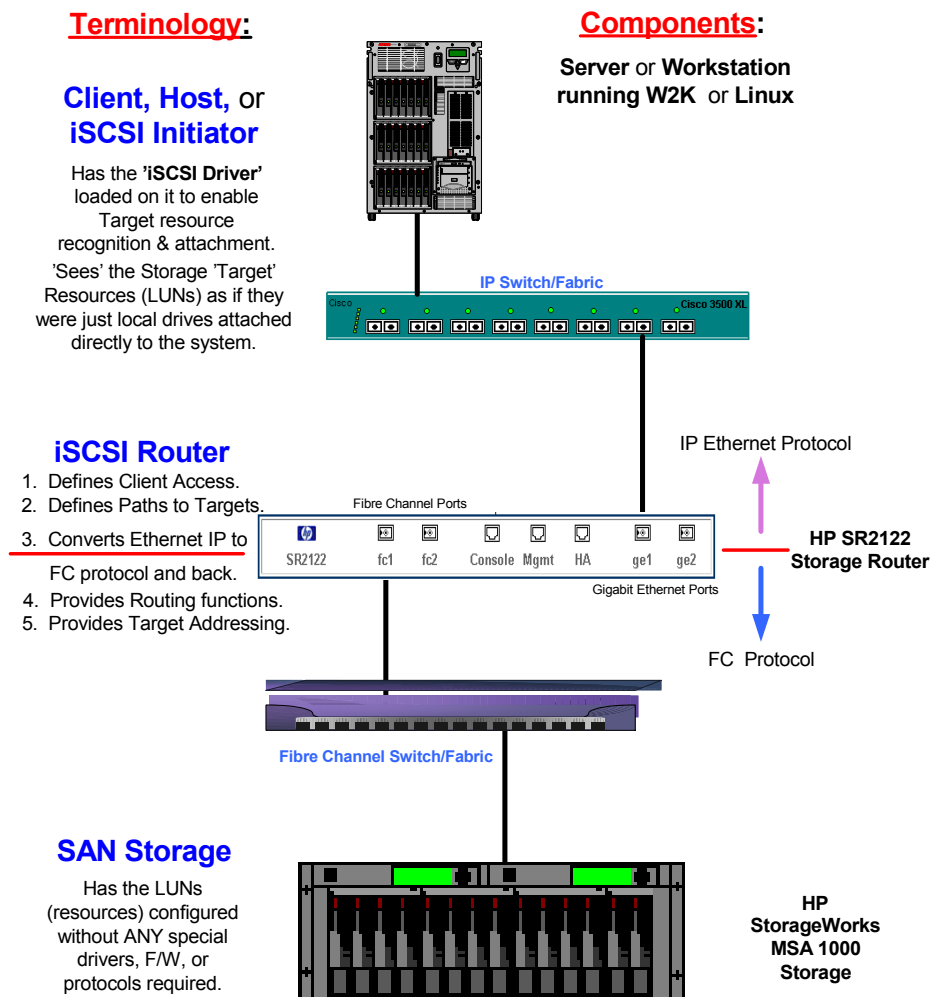 Terminology:
Components:
Client, Host, or
iSCSI Initiator
Has the 'iSCSI Driver'
loaded on it to enable
Target resource
recognition & attachment.
'Sees' the Storage 'Target'
Resources (LUNs) as if they
were just local drives attached
directly to the system.
Server or Workstation
running W2K or Linux
IP Switch/Fabric
Cisco
Cisco 3500 XL
iSCSI Router
1. Defines Client Access.
2. Defines Paths to Targets.
3. Converts Ethernet IP to
FC protocol and back.
4. Provides Routing functions.
5. Provides Target Addressing.
Fibre Channel Ports
hp
SR2122
fc1
fc2
Console
Mgmt
HA
ge1
ge2
Gigabit Ethernet Ports
IP Ethernet Protocol
HP SR2122
Storage Router
FC Protocol
Fibre Channel Switch/Fabric
SAN Storage
Has the LUNs
(resources) configured
without ANY special
drivers, F/W, or
protocols required.
HP
StorageWorks
MSA 1000
Storage